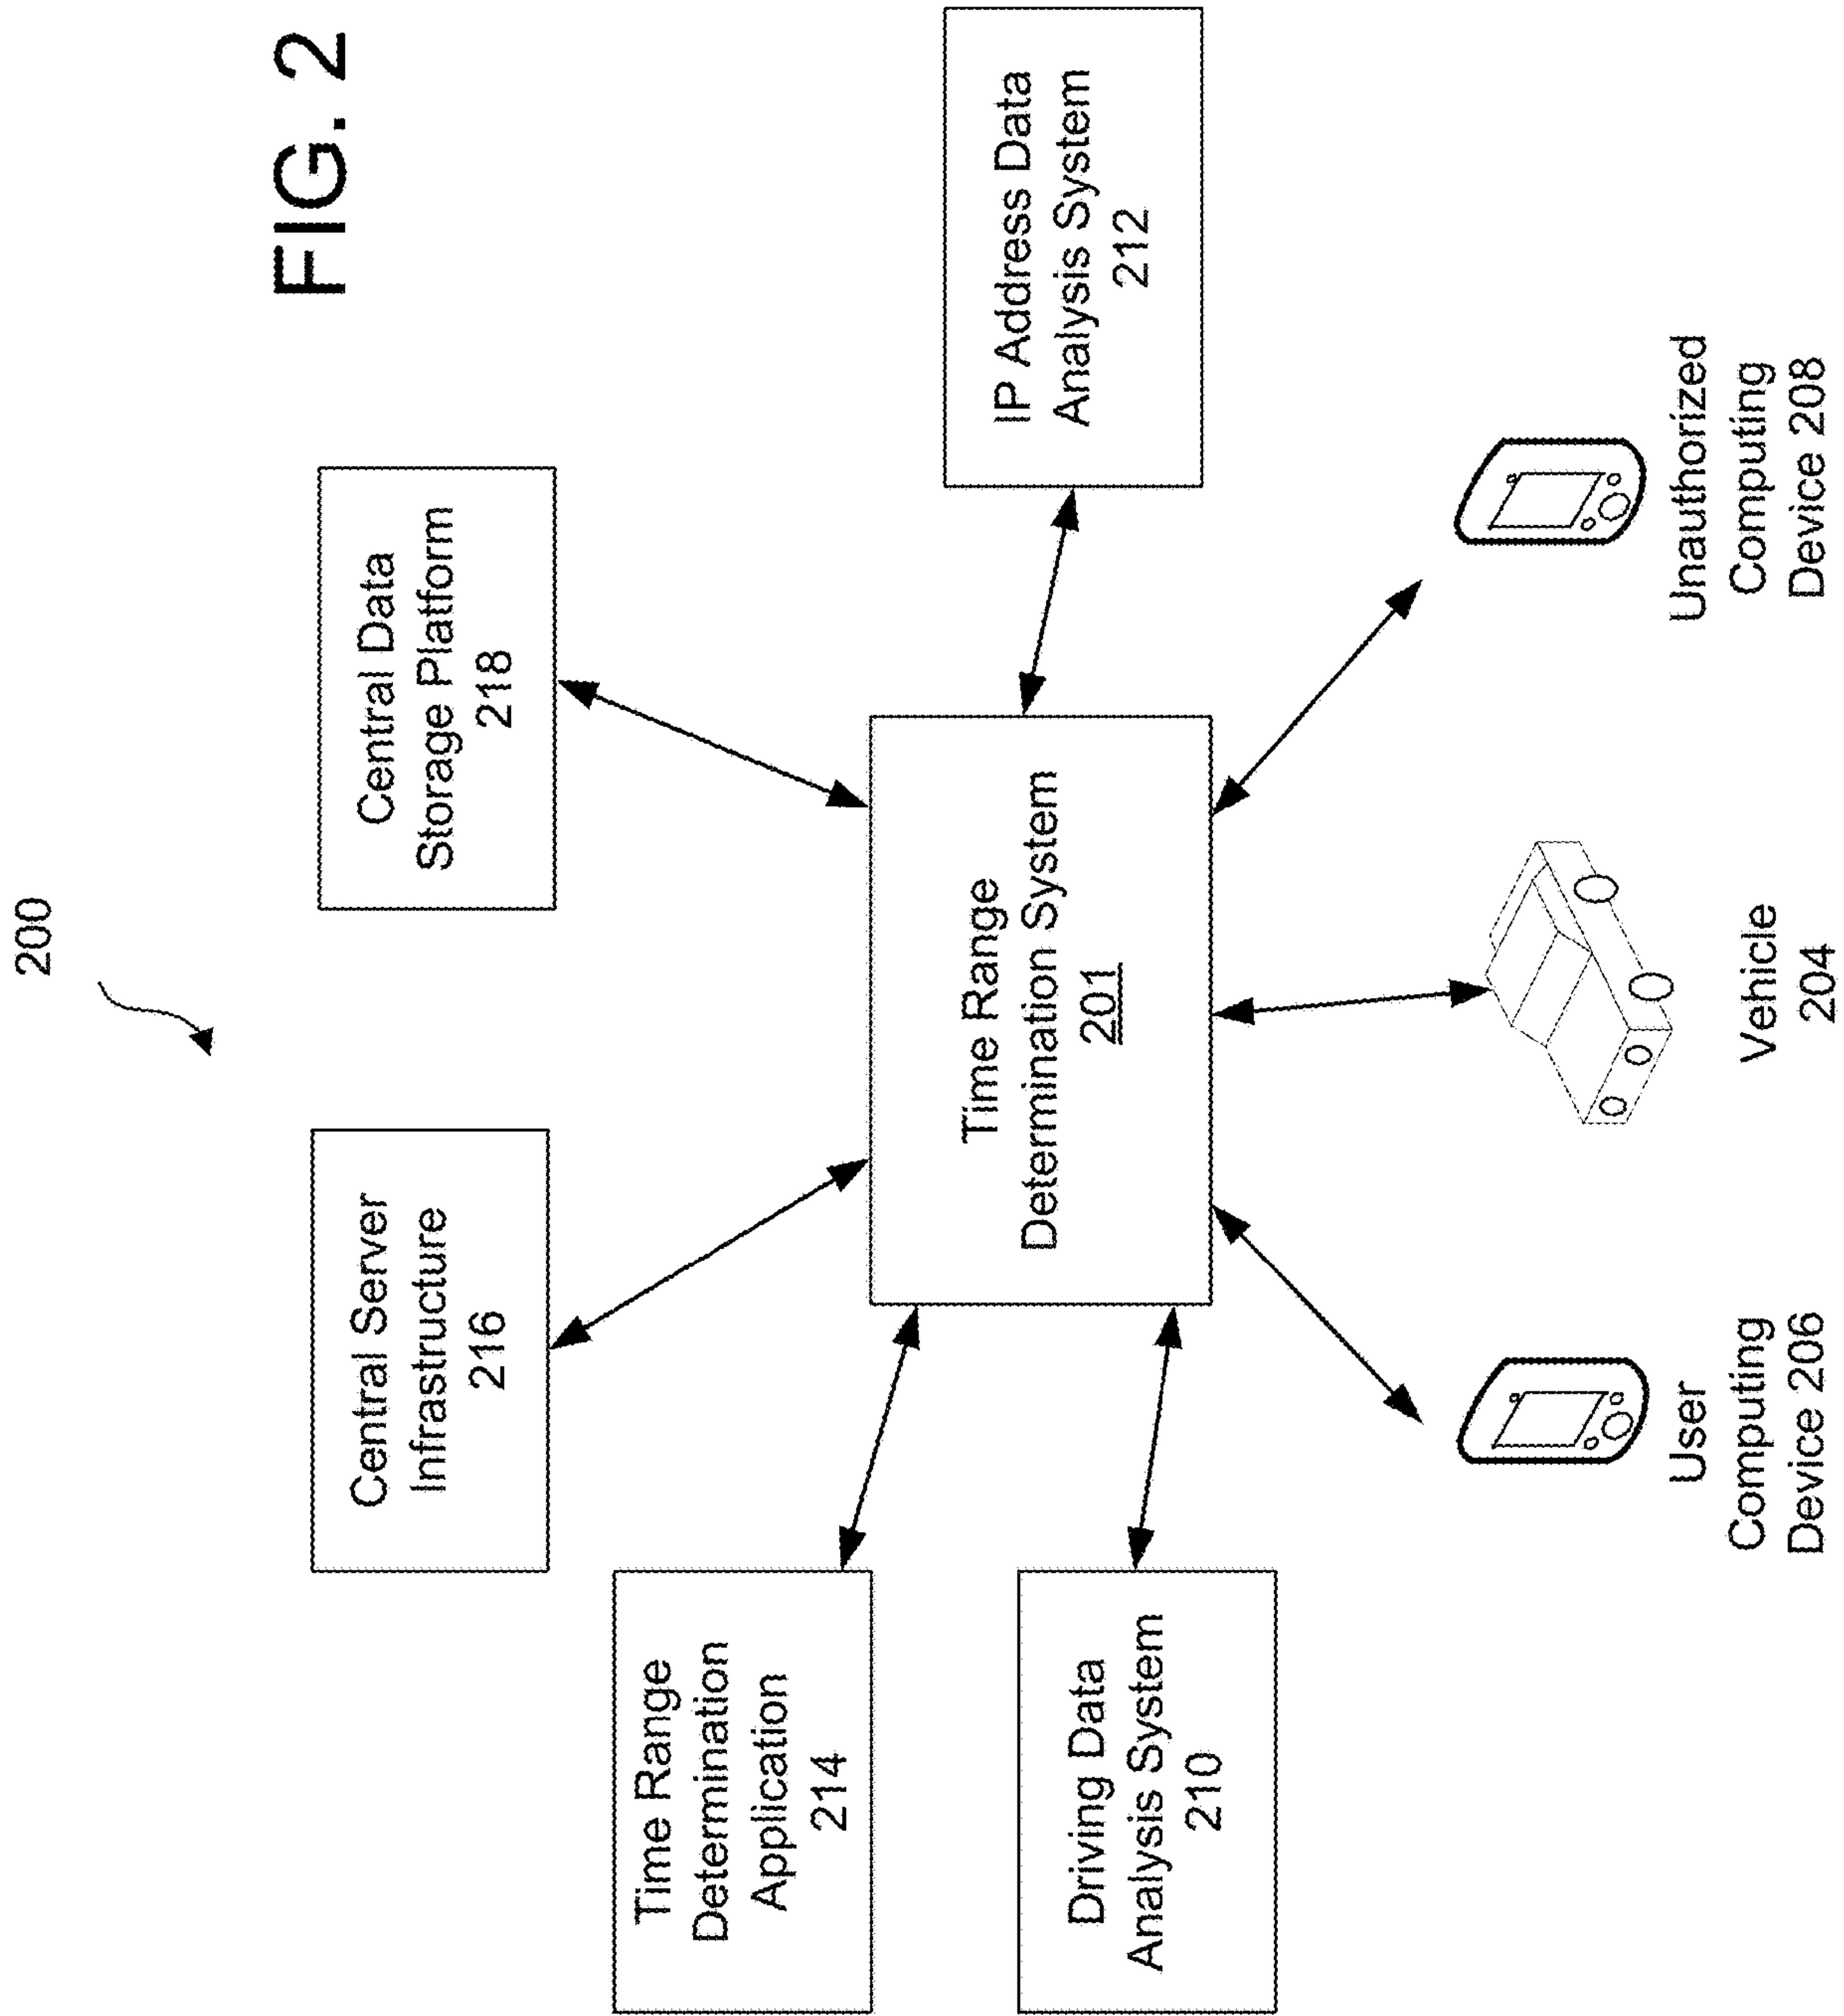 200
FIG. 2
Central Server
Infrastructure
216
Central Data
Storage Platform
218
Time Range
Determination
Application
214
Time Range
Determination System
201
IP Address Data
Analysis System
212
Driving Data
Analysis System
210
User
Computing
Device 206
Vehicle
204
Unauthorized
Computing
Device 208